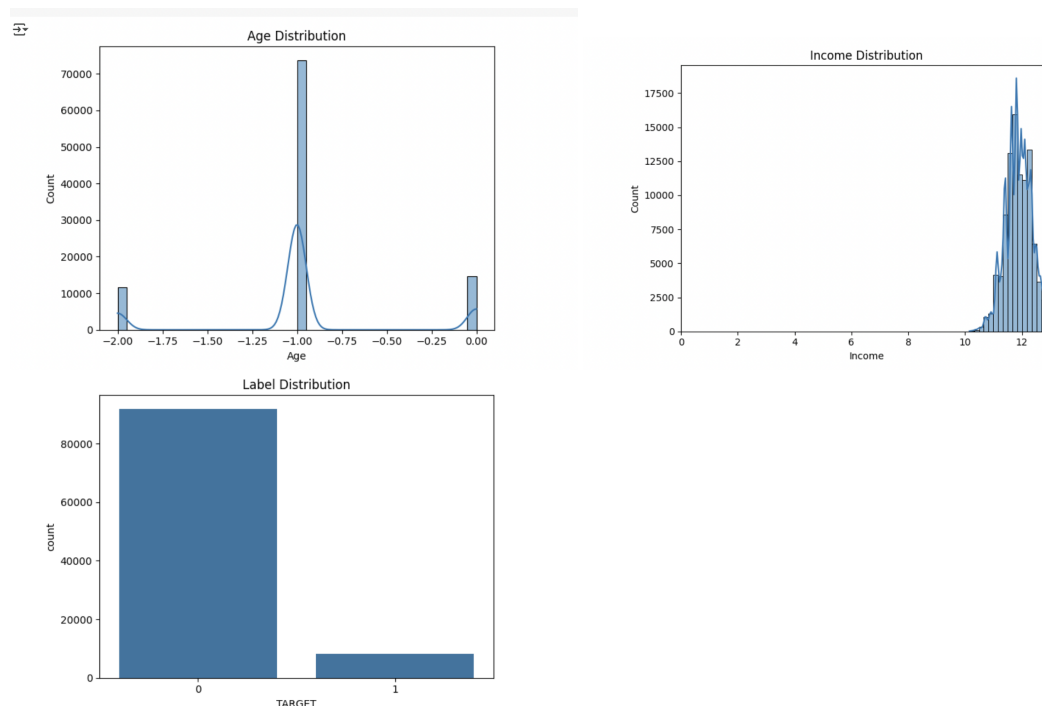 Age Distribution
70000
60000
50000
40000
30000
20000
10000
0
Count
−2.00 −1.75 −1.50 −1.25 −1.00 −0.75 −0.50 −0.25 0.00
Age
Income Distribution
17500
15000
12500
10000
7500
5000
2500
0
Count
0 2 4 6 8 10 12
Income
Label Distribution
80000
60000
40000
20000
0
count
0 1
TARGET